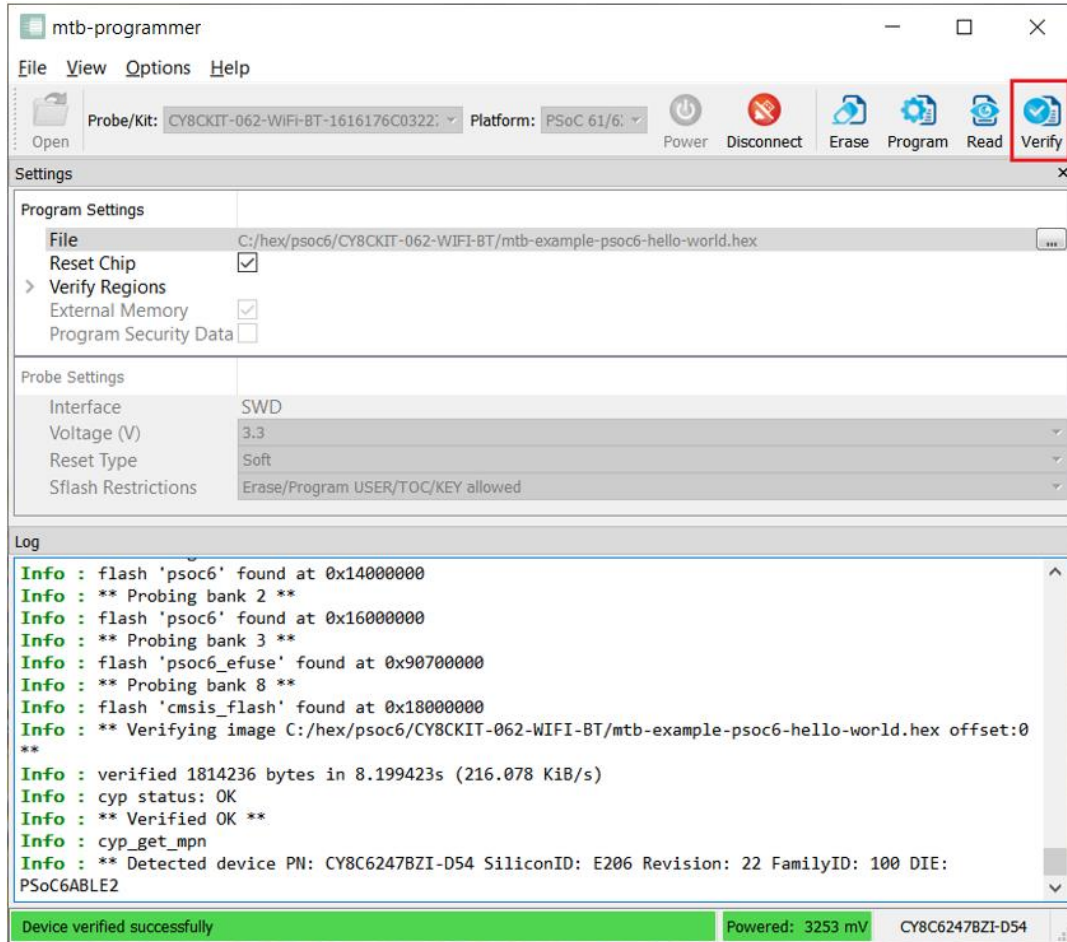 mtb-programmer
File View Options Help
Open Probe/Kit: CY8CKIT-062-WiFi-BT-1616176C0322: Platform: PSoC 61/6: Power Disconnect Erase Program Read Verify
Settings
Program Settings
File C:/hex/psoc6/CY8CKIT-062-WIFI-BT/mtb-example-psoc6-hello-world.hex ...
Reset Chip
Verify Regions
External Memory
Program Security Data
Probe Settings
Interface SWD
Voltage (V) 3.3
Reset Type Soft
Sflash Restrictions Erase/Program USER/TOC/KEY allowed
Log
Info : flash 'psoc6' found at 0x14000000
Info : ** Probing bank 2 **
Info : flash 'psoc6' found at 0x16000000
Info : ** Probing bank 3 **
Info : flash 'psoc6_efuse' found at 0x90700000
Info : ** Probing bank 8 **
Info : flash 'cmsis_flash' found at 0x18000000
Info : ** Verifying image C:/hex/psoc6/CY8CKIT-062-WIFI-BT/mtb-example-psoc6-hello-world.hex offset:0
**
Info : verified 1814236 bytes in 8.199423s (216.078 KiB/s)
Info : cyp status: OK
Info : ** Verified OK **
Info : cyp_get_mpn
Info : ** Detected device PN: CY8C6247BZI-D54 SiliconID: E206 Revision: 22 FamilyID: 100 DIE:
PSoC6ABLE2
Device verified successfully Powered: 3253 mV CY8C6247BZI-D54